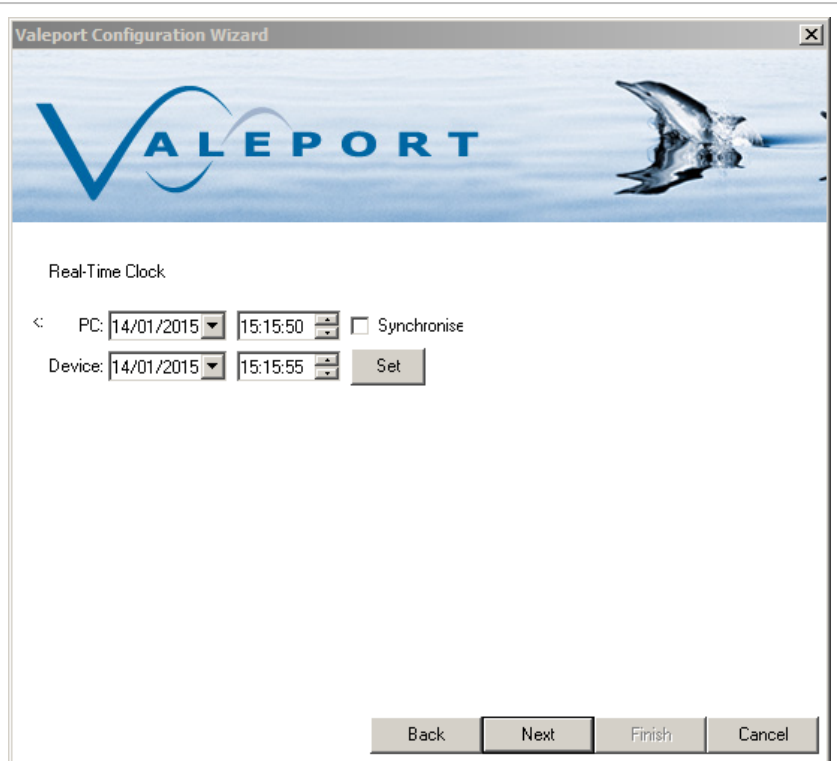 Valeport Configuration Wizard
VALEPORT
Real-Time Clock
<: PC: 14/01/2015 15:15:50 Synchronise
Device: 14/01/2015 15:15:55 Set
Back Next Finish Cancel